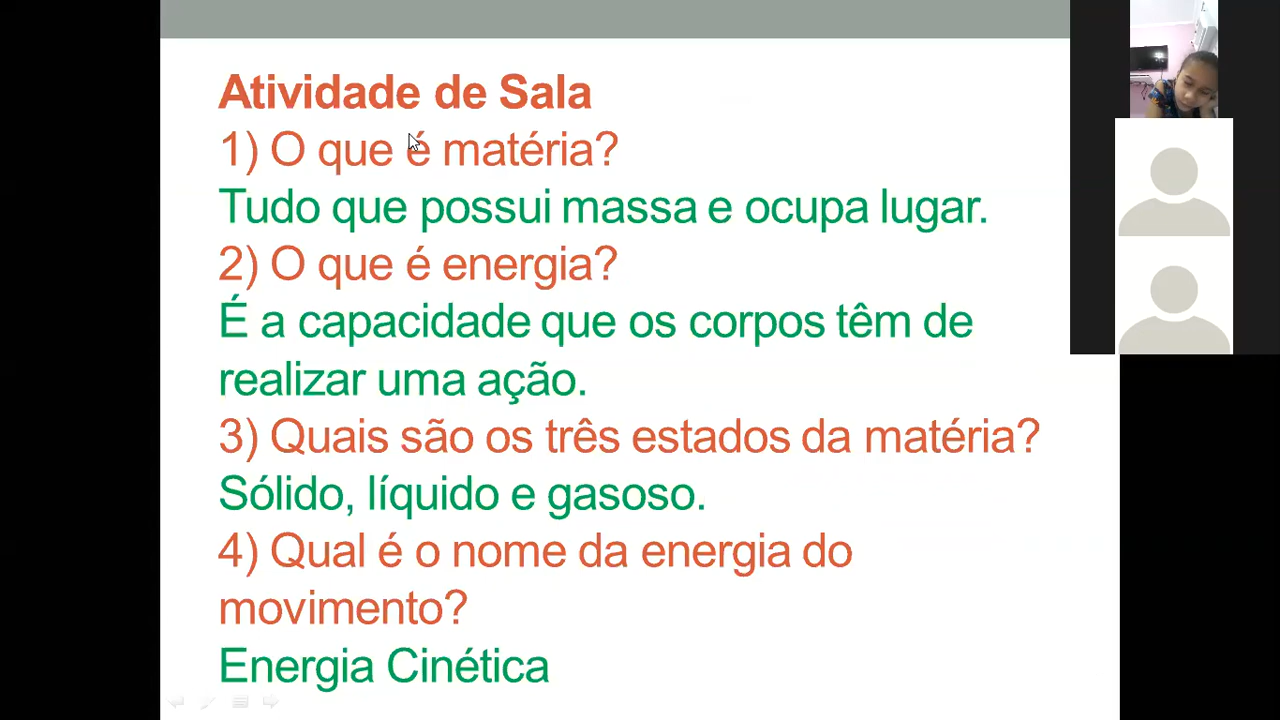 Atividade de Sala
1) O que é matéria?
Tudo que possui massa e ocupa lugar.
2) O que é energia?
É a capacidade que os corpos têm de
realizar uma ação.
3) Quais são os três estados da matéria?
Sólido, líquido e gasoso.
4) Qual é o nome da energia do
movimento?
Energia Cinética